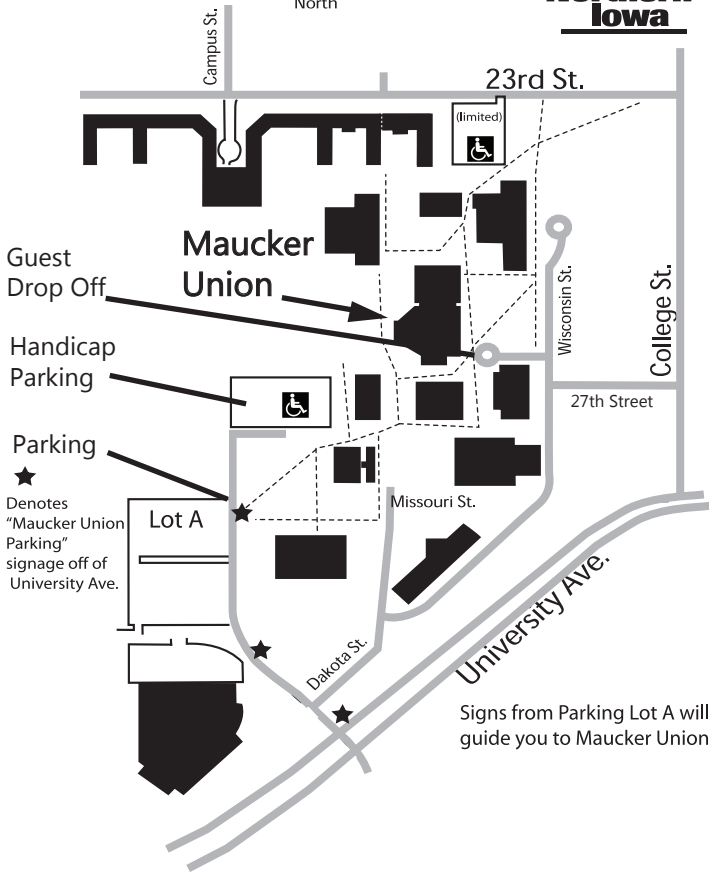 North
Northern
Iowa
Campus St.
23rd St.
(limited)
Maucker
Union
Guest
Drop Off
Wisconsin St.
College St.
Handicap
Parking
27th Street
Parking
★
Denotes
"Maucker Union
Parking"
signage off of
University Ave.
Lot A
Missouri St.
University Ave.
Dakota St.
Signs from Parking Lot A will
guide you to Maucker Union